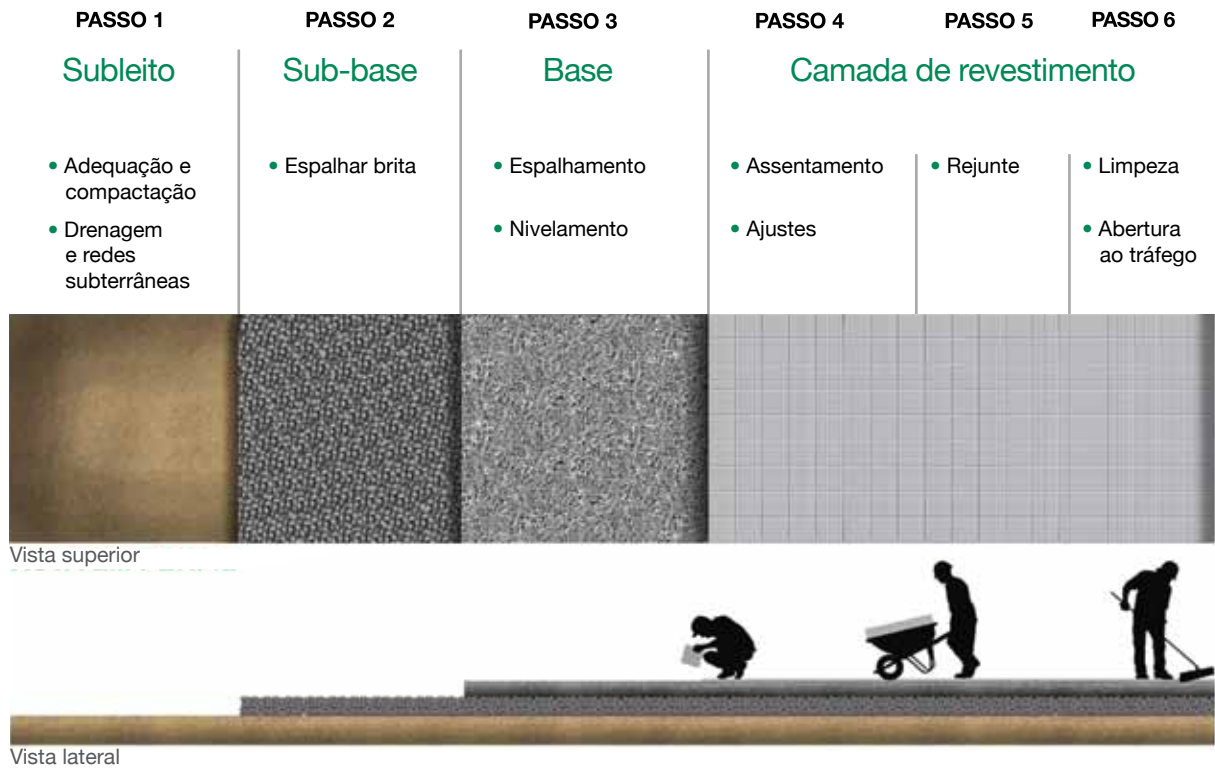 PASSO 1
PASSO 2
PASSO 3
PASSO 4
PASSO 5
PASSO 6
Subleito
Sub-base
Base
Camada de revestimento
• Adequação e
compactação
• Drenagem
e redes
subterrâneas
• Espalhar brita
• Espalhamento
• Nivelamento
• Assentamento
• Ajustes
• Rejunte
• Limpeza
• Abertura
ao tráfego
Vista superior
Vista lateral